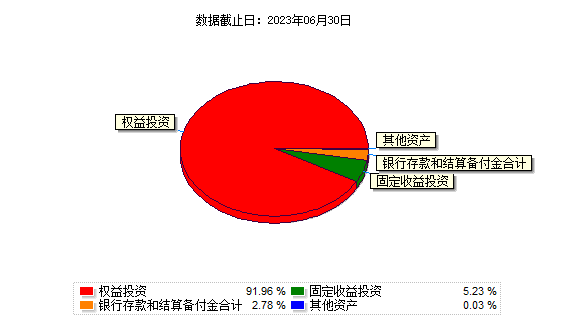 数据截止日：2023年06月30日
权益投资
其他资产
银行存款和结算备付金合计
固定收益投资
权益投资 91.96 % 固定收益投资 5.23 %
银行存款和结算备付金合计 2.78 % 其他资产 0.03 %